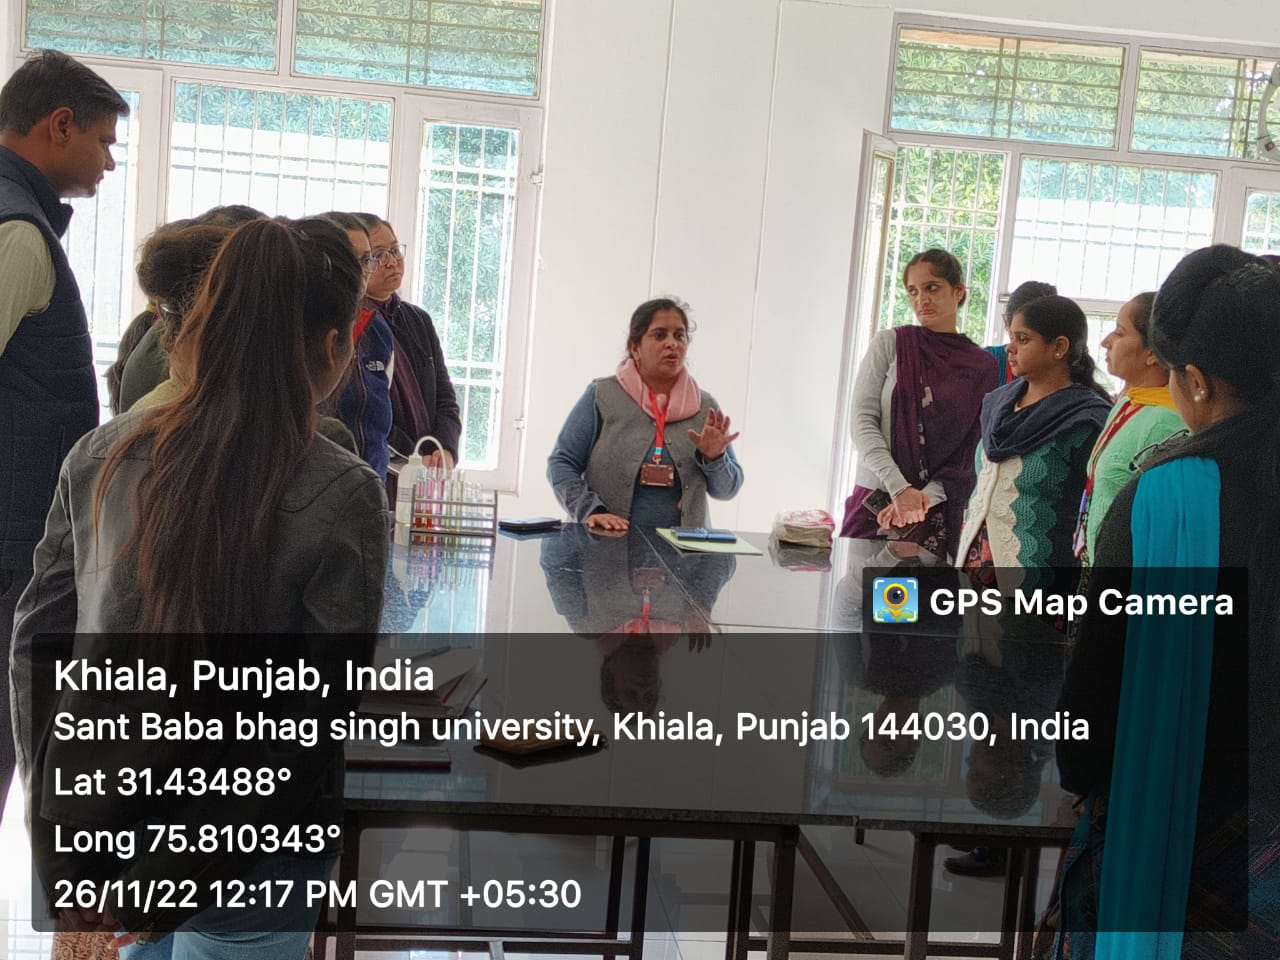 GPS Map Camera
Khiala, Punjab, India
Sant Baba bhag singh university, Khiala, Punjab 144030, India
Lat 31.43488°
Long 75.810343°
26/11/22 12:17 PM GMT +05:30